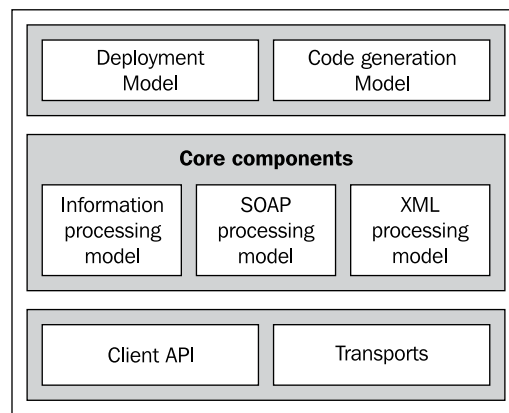 Deployment
Model
Code generation
Model
Core components
Information
processing
model
SOAP
processing
model
XML
processing
model
Client API
Transports